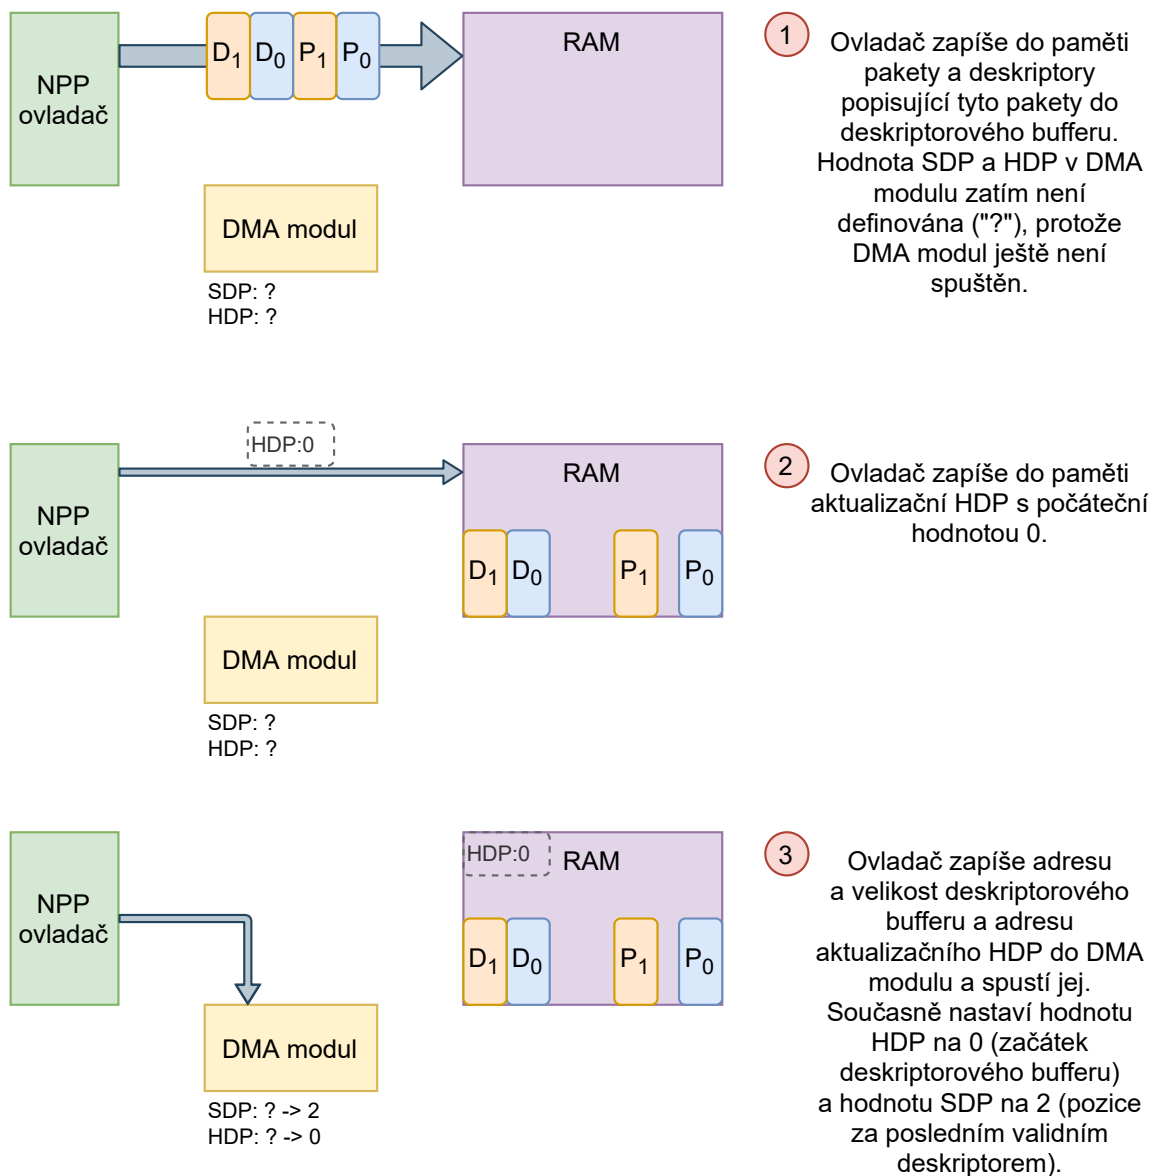 NPP
ovladač
D1 D0 P1 P0
RAM
DMA modul
SDP: ?
HDP: ?
1
Ovladač zapíše do paměti
pakety a deskriptory
popisující tyto pakety do
deskriptorového bufferu.
Hodnota SDP a HDP v DMA
modulu zatím není
definována ("?"), protože
DMA modul ještě není
spuštěn.
HDP:0
NPP
ovladač
RAM
D1 D0 P1 P0
DMA modul
SDP: ?
HDP: ?
2
Ovladač zapíše do paměti
aktualizační HDP s počáteční
hodnotou 0.
NPP
ovladač
HDP:0 RAM
D1 D0 P1 P0
DMA modul
SDP: ? -> 2
HDP: ? -> 0
3
Ovladač zapíše adresu
a velikost deskriptorového
bufferu a adresu
aktualizačního HDP do DMA
modulu a spustí jej.
Současně nastaví hodnotu
HDP na 0 (začátek
deskriptorového bufferu)
a hodnotu SDP na 2 (pozice
za posledním validním
deskriptorem).